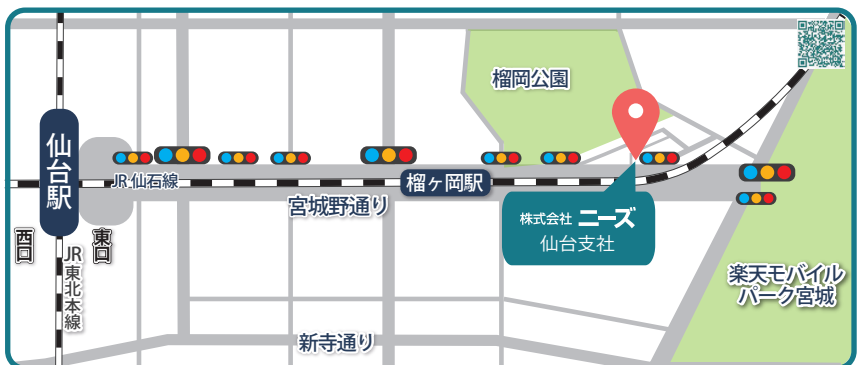 榴岡公園
仙台駅
JR 仙石線
榴ヶ岡駅
宮城野通り
株式会社 ニーズ
仙台支社
西口
東口
JR東北本線
楽天モバイル
パーク宮城
新寺通り